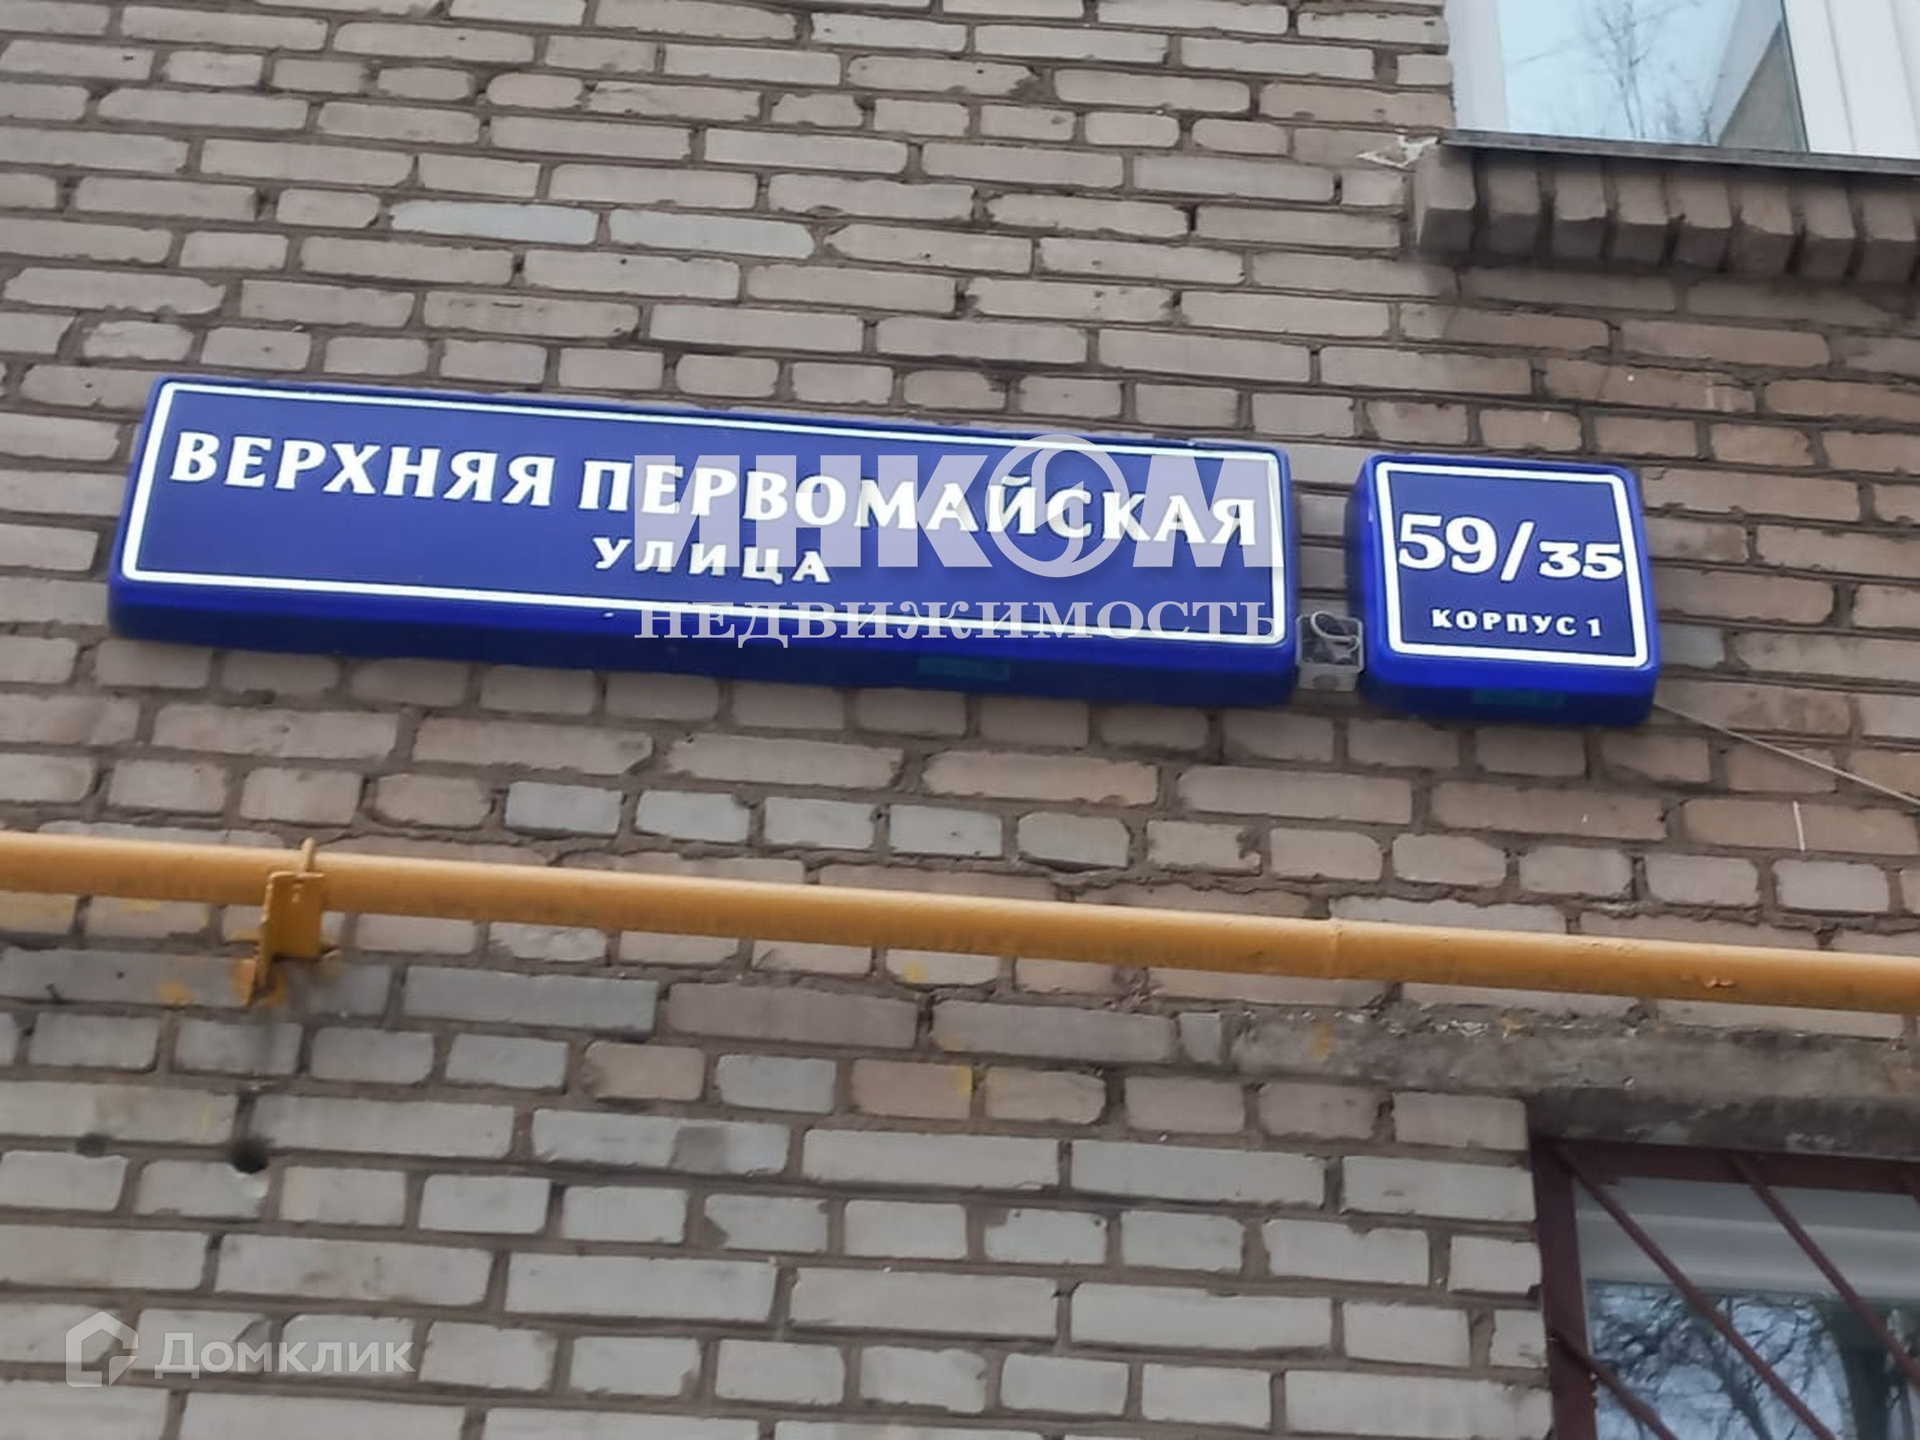 ВЕРХНЯЯ ПЕРВОМАЙСКАЯ
УЛИЦА
59/35
КОРПУС 1
ИНКОМ
НЕДВИЖИМОСТЬ
Домклик